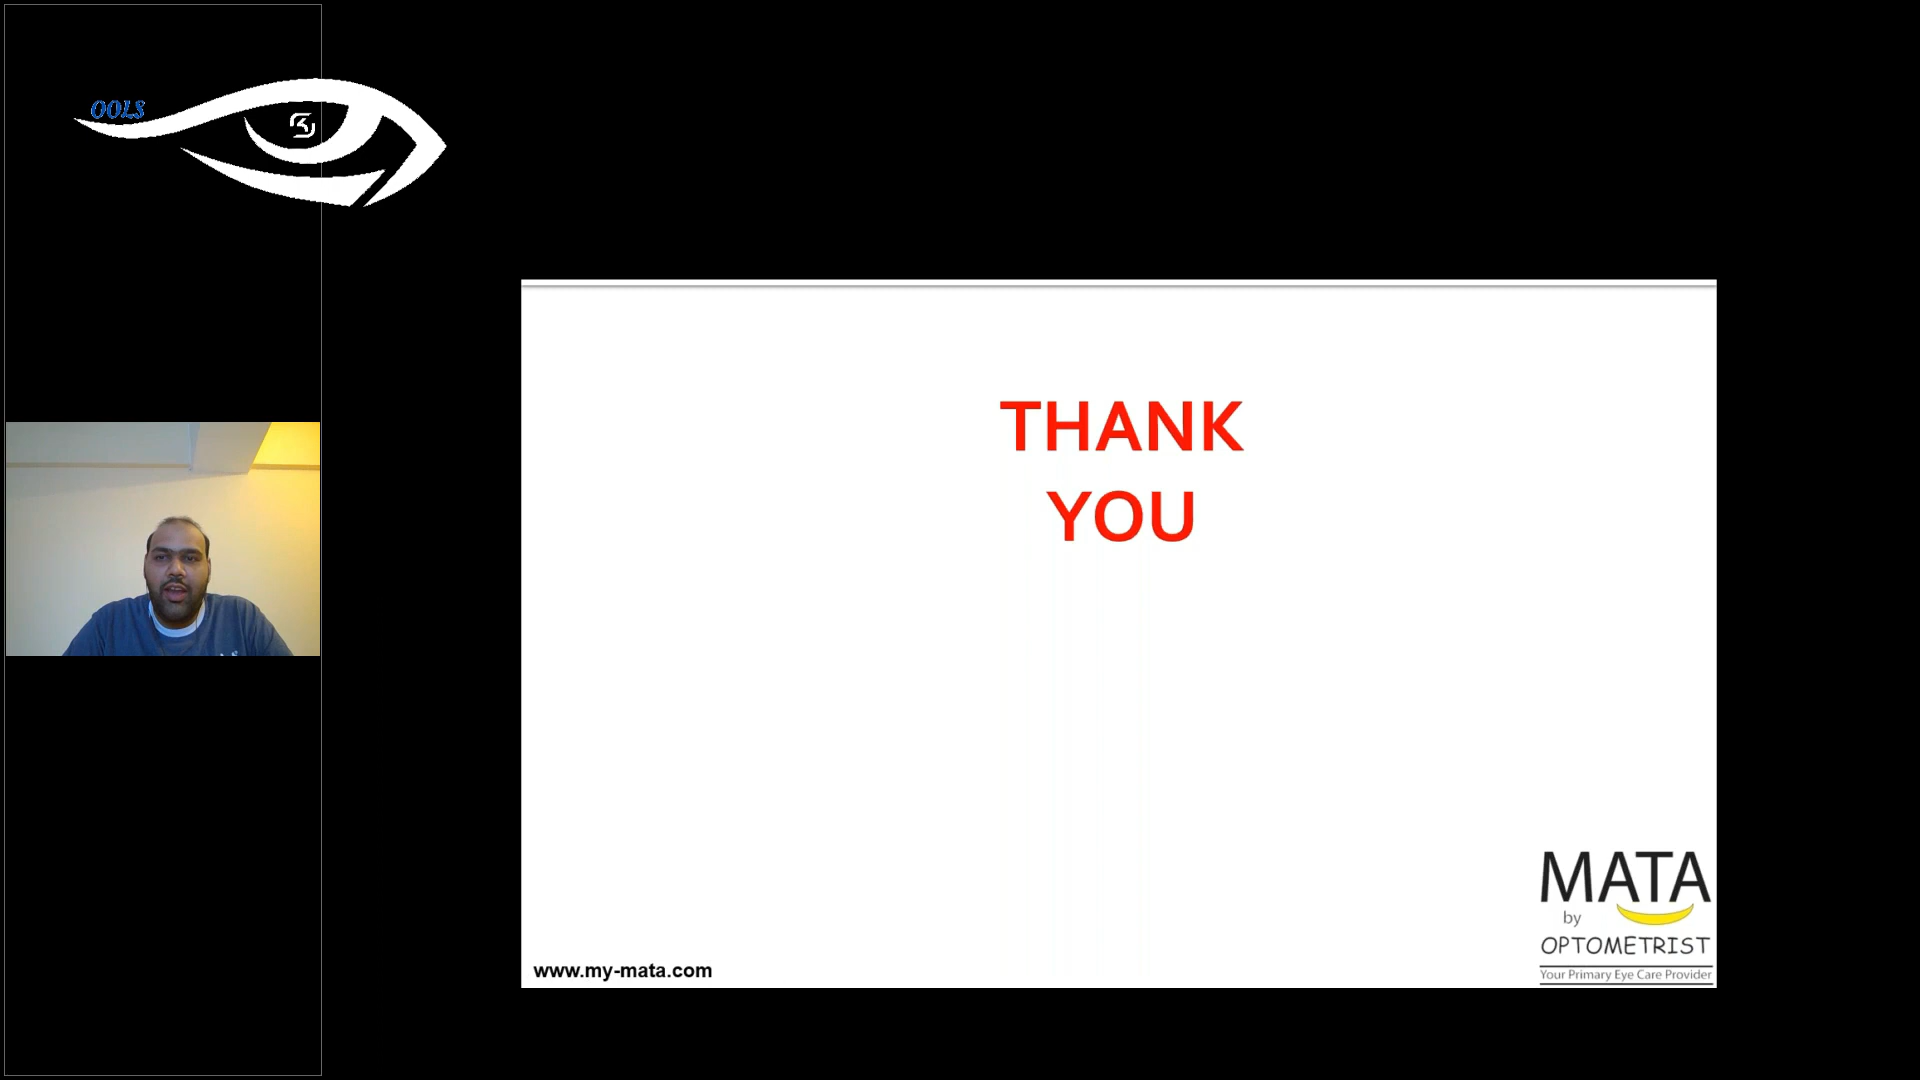 OOLS
THANK
YOU
MATA
by
OPTOMETRIST
Your Primary Eye Care Provider
www.my-mata.com